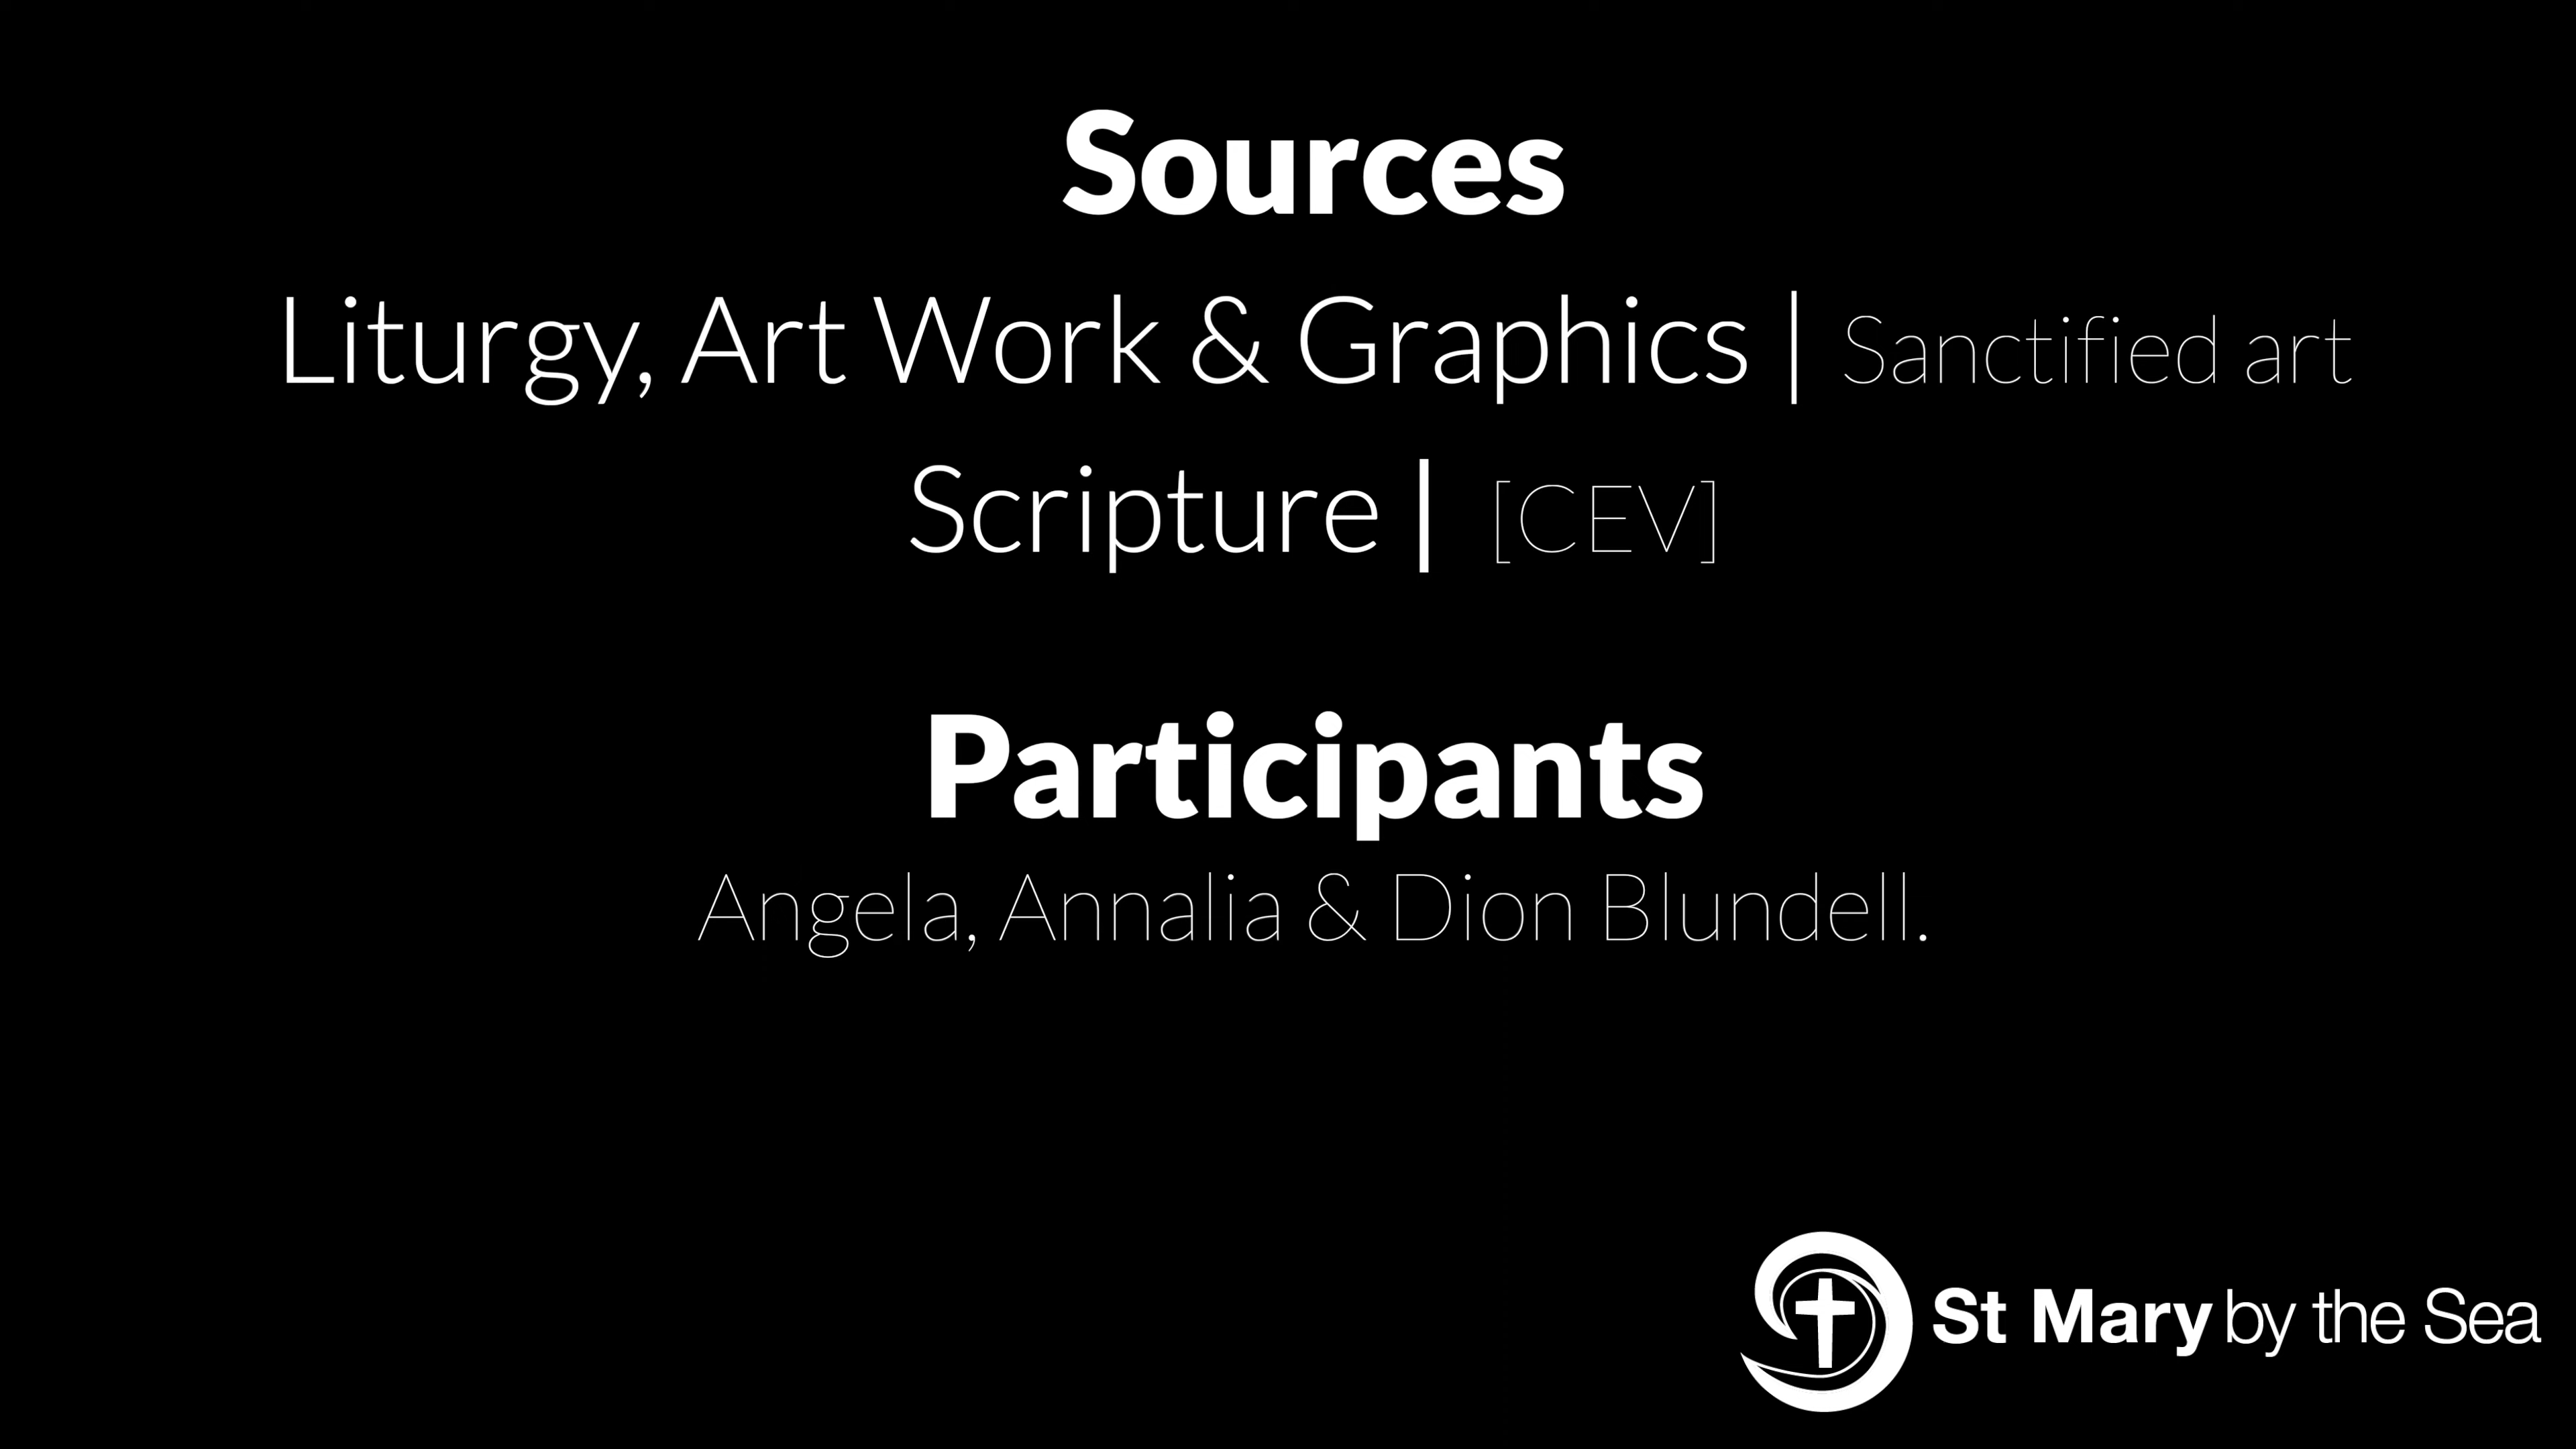 Sources
Liturgy, Art Work & Graphics | Sanctified art
Scripture | [CEV]
Participants
Angela, Annalia & Dion Blundell.
St Mary by the Sea